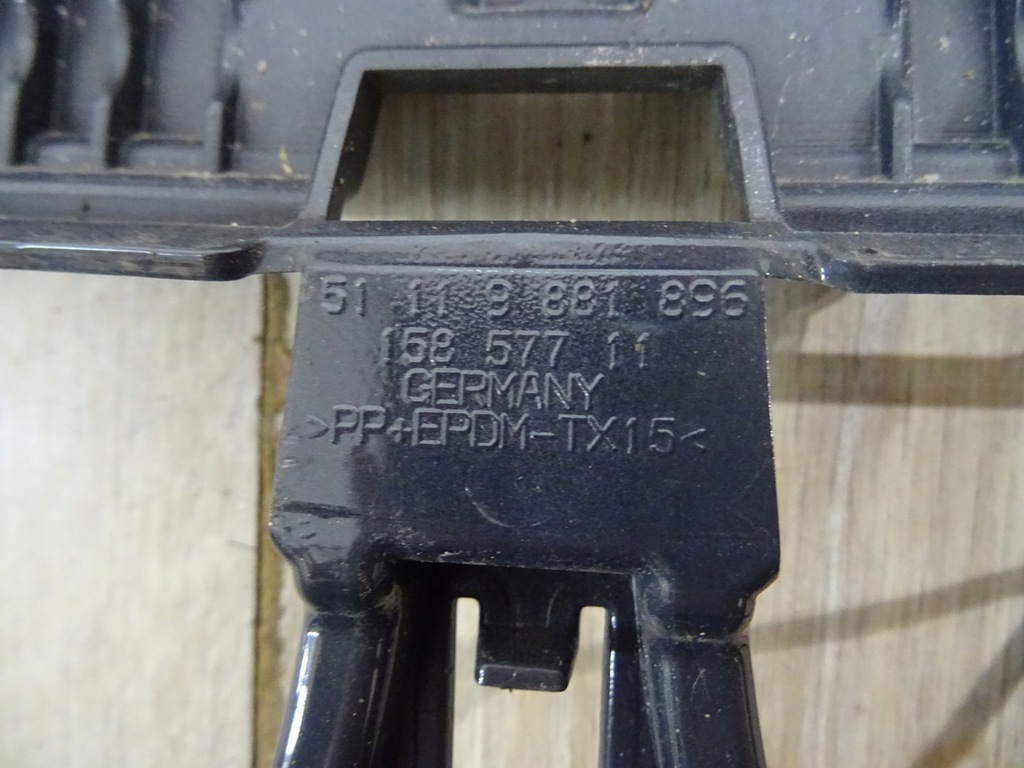 51 11 9 881 896
158 577 11
GERMANY
>PP+EPDM-TX15<